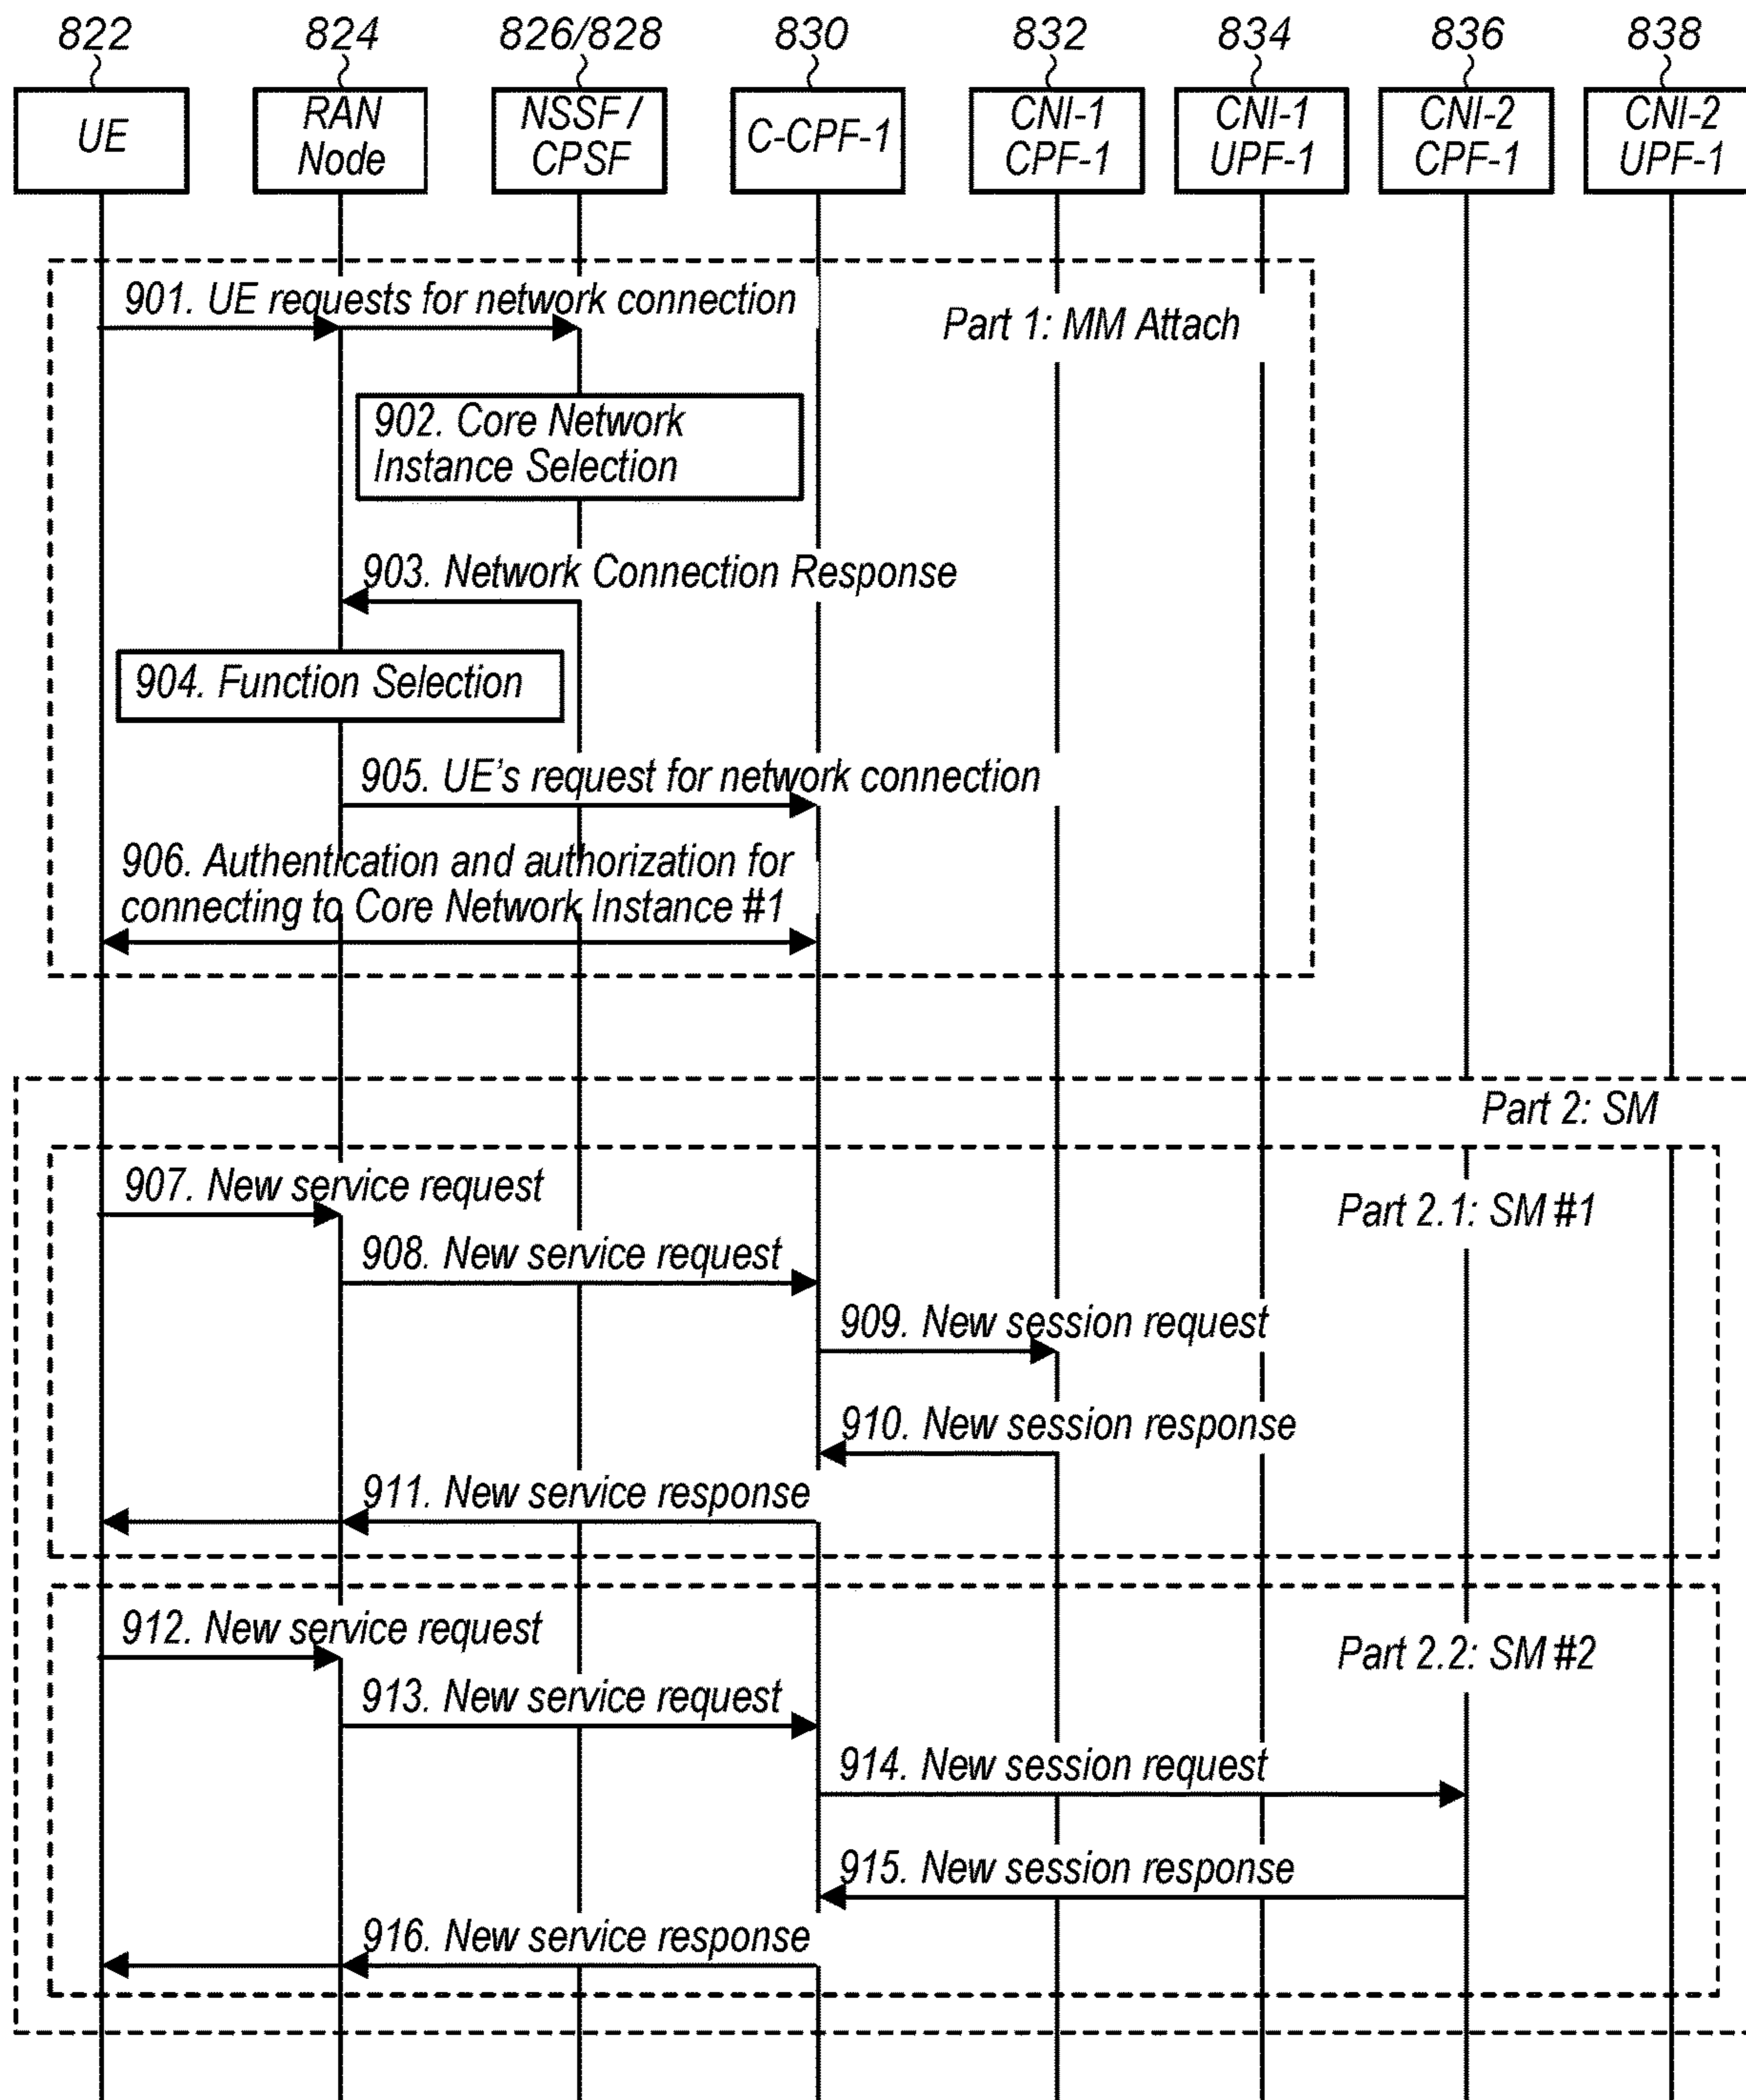 822
824
826/828
830
832
834
836
838
UE
RAN
Node
NSSF /
CPSF
C-CPF-1
CNI-1
CPF-1
CNI-1
UPF-1
CNI-2
CPF-1
CNI-2
UPF-1
901. UE requests for network connection
Part 1: MM Attach
902. Core Network
Instance Selection
903. Network Connection Response
904. Function Selection
905. UE's request for network connection
906. Authentication and authorization for
connecting to Core Network Instance #1
Part 2: SM
907. New service request
Part 2.1: SM #1
908. New service request
909. New session request
910. New session response
911. New service response
912. New service request
Part 2.2: SM #2
913. New service request
914. New session request
915. New session response
916. New service response